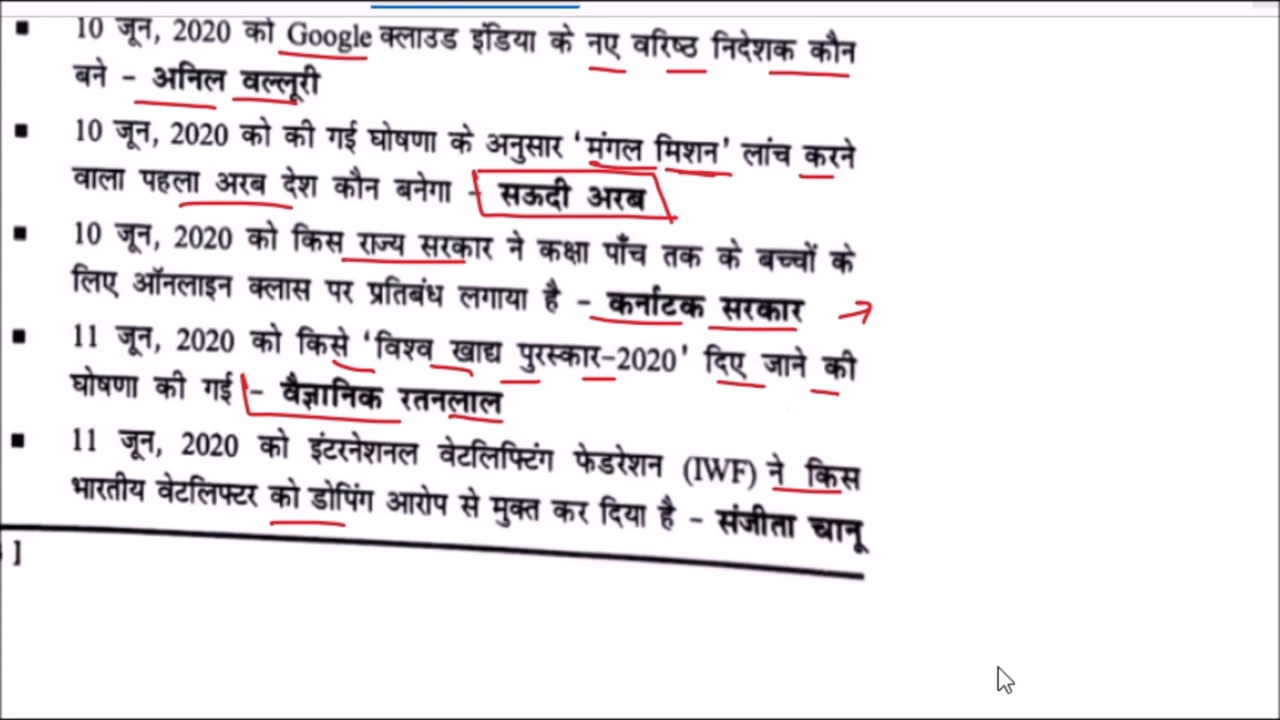 ▪ 10 जून, 2020 को Google क्लाउड इंडिया के नए वरिष्ठ निदेशक कौन
बने - अनिल वल्लूरी
▪ 10 जून, 2020 को की गई घोषणा के अनुसार 'मंगल मिशन' लांच करने
वाला पहला अरब देश कौन बनेगा - सऊदी अरब
▪ 10 जून, 2020 को किस राज्य सरकार ने कक्षा पाँच तक के बच्चों के
लिए ऑनलाइन क्लास पर प्रतिबंध लगाया है - कर्नाटक सरकार →
▪ 11 जून, 2020 को किसे 'विश्व खाद्य पुरस्कार-2020' दिए जाने की
घोषणा की गई - वैज्ञानिक रतनलाल
▪ 11 जून, 2020 को इंटरनेशनल वेटलिफ्टिंग फेडरेशन (IWF) ने किस
भारतीय वेटलिफ्टर को डोपिंग आरोप से मुक्त कर दिया है - संजीता चानू
]